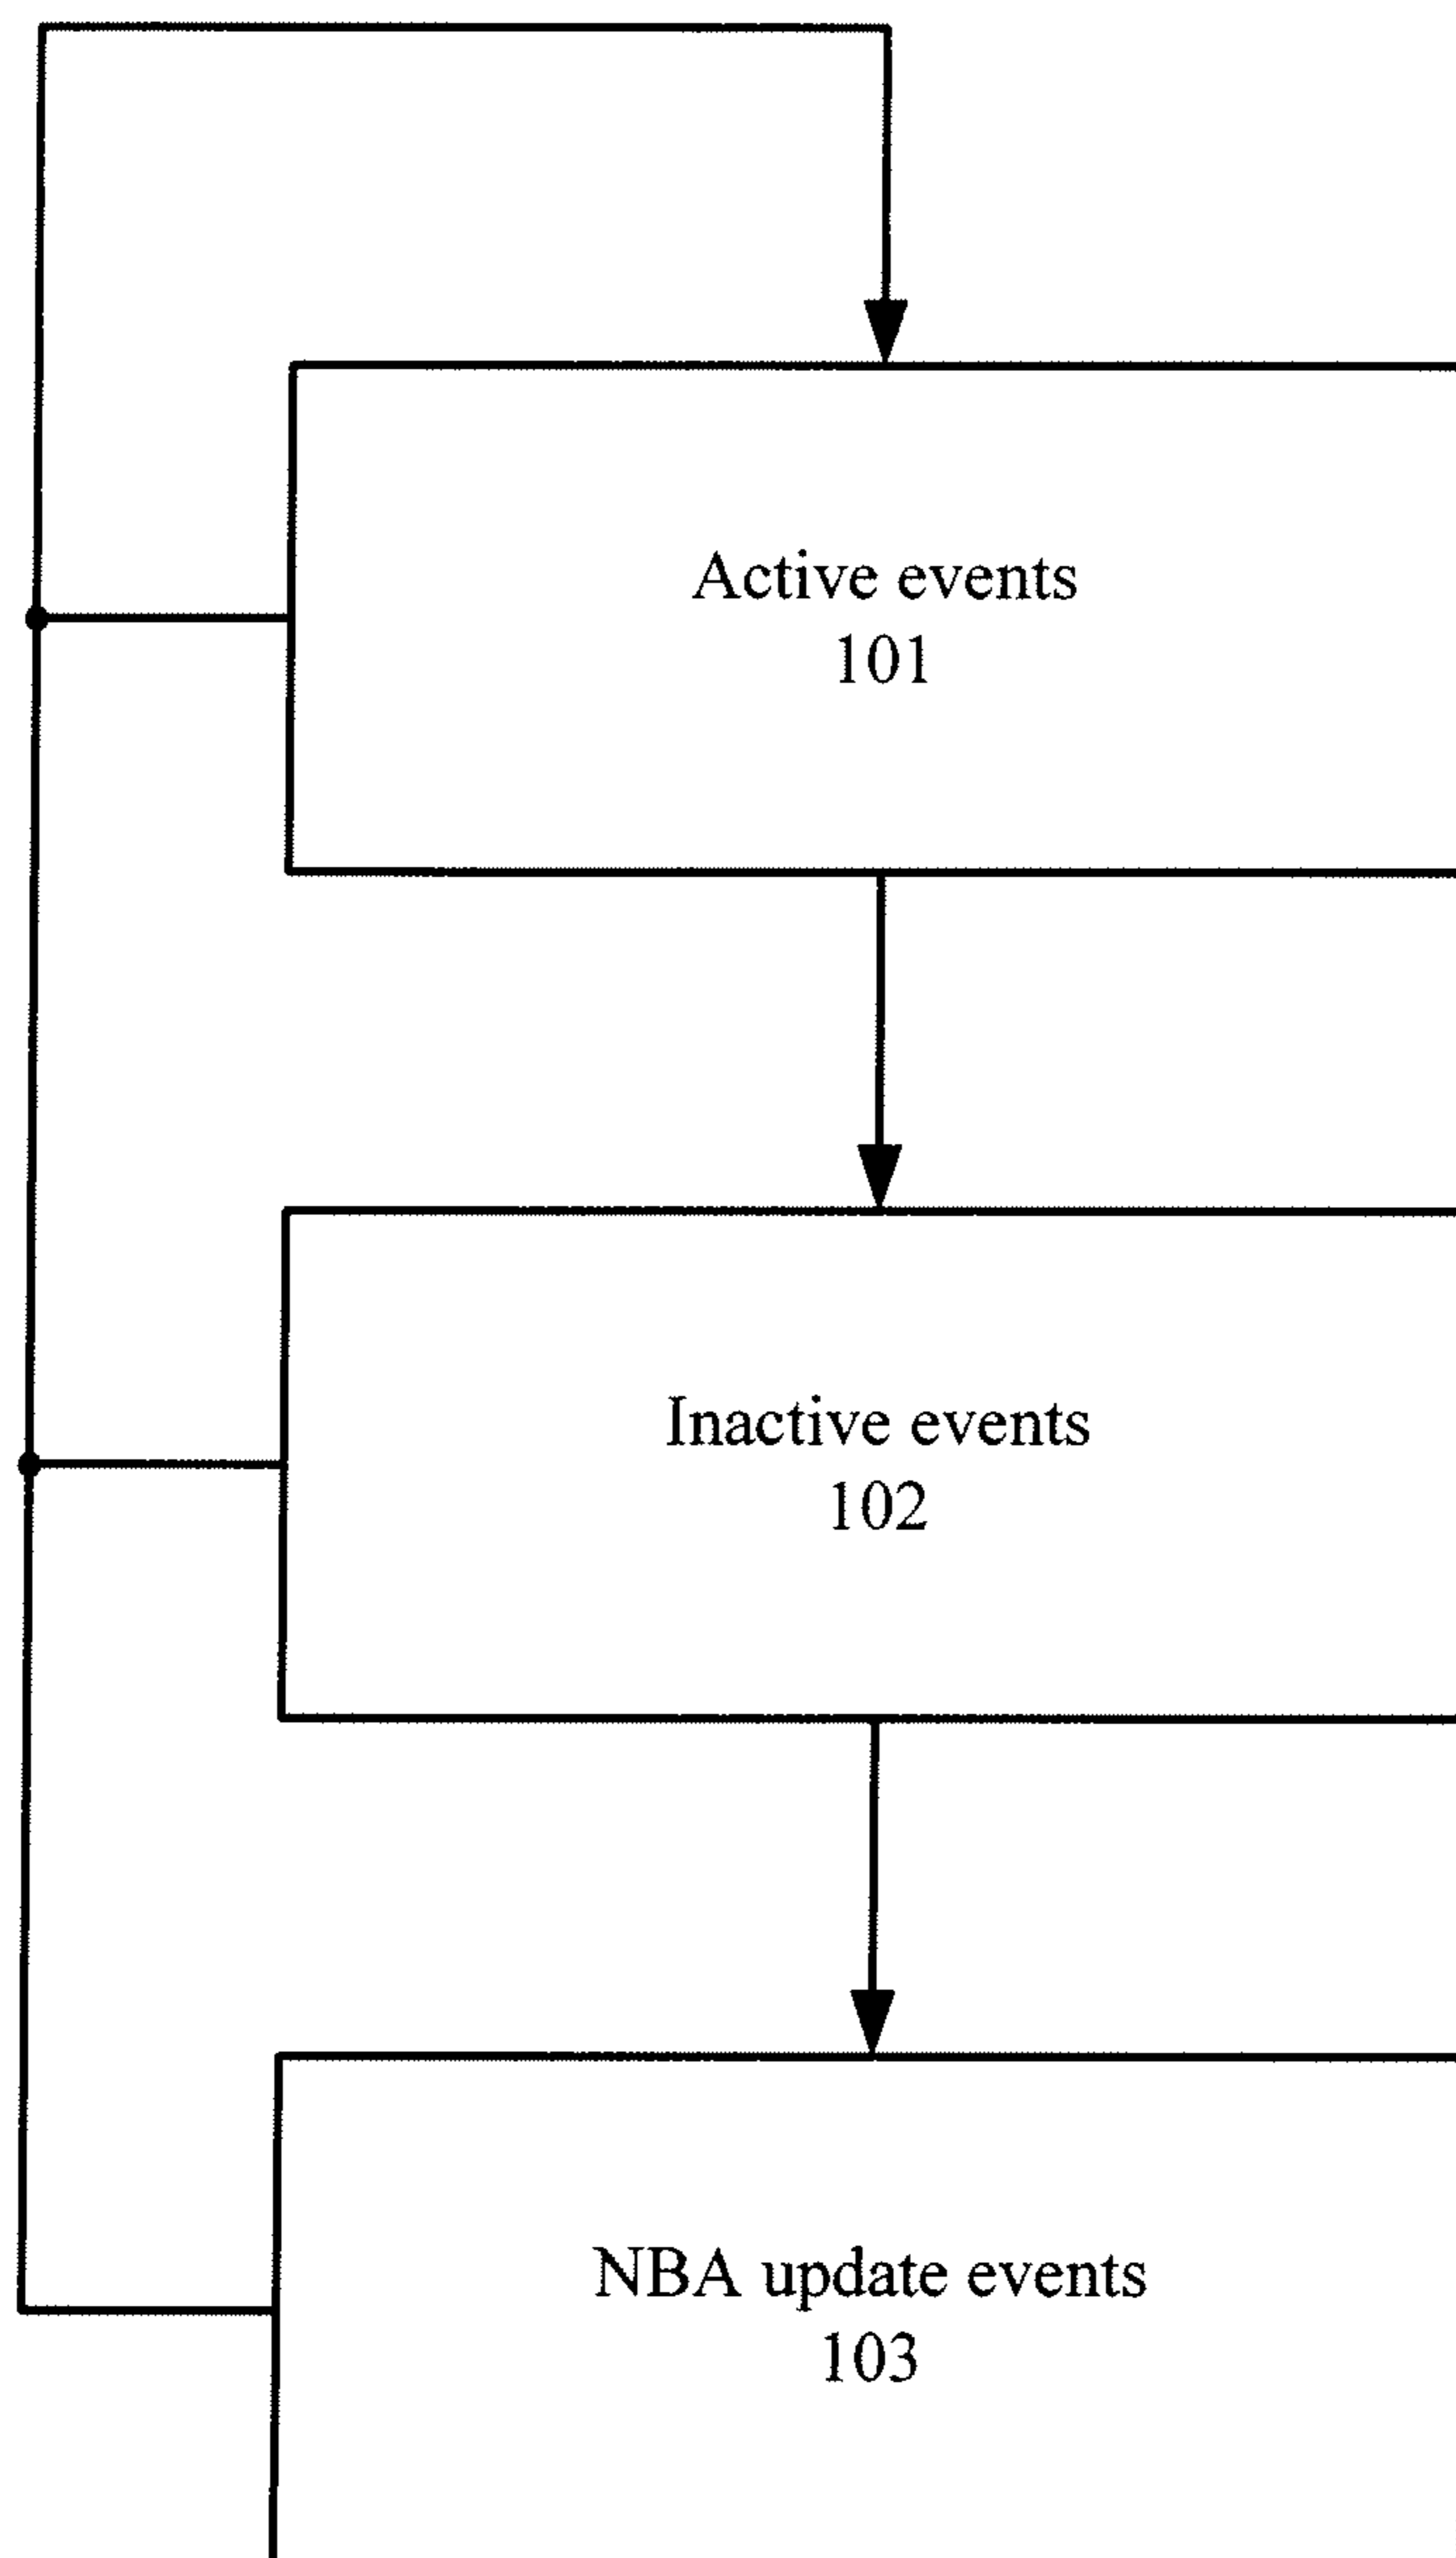 Active events
101
Inactive events
102
NBA update events
103